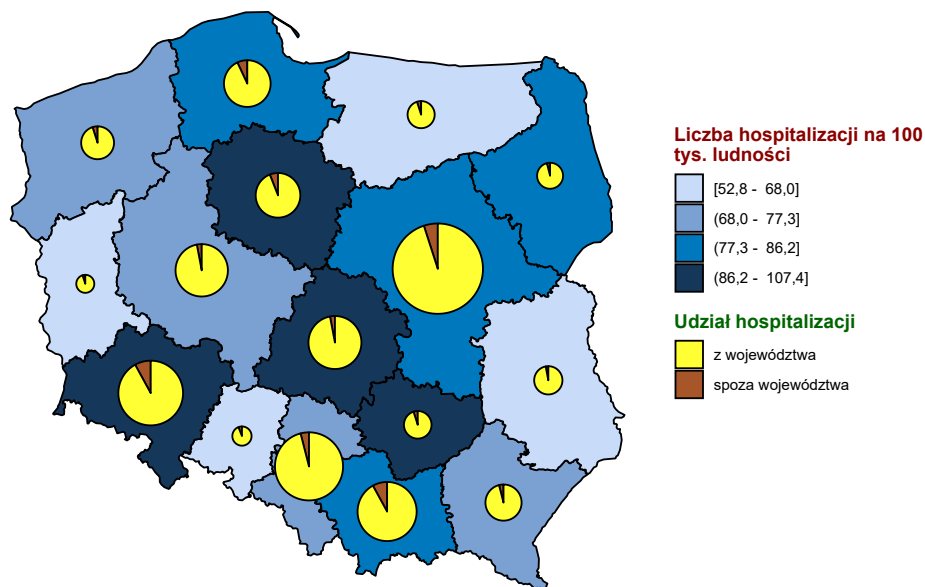 Liczba hospitalizacji na 100
tys. ludności
[52,8 - 68,0]
(68,0 - 77,3]
(77,3 - 86,2]
(86,2 - 107,4]
Udział hospitalizacji
z województwa
spoza województwa